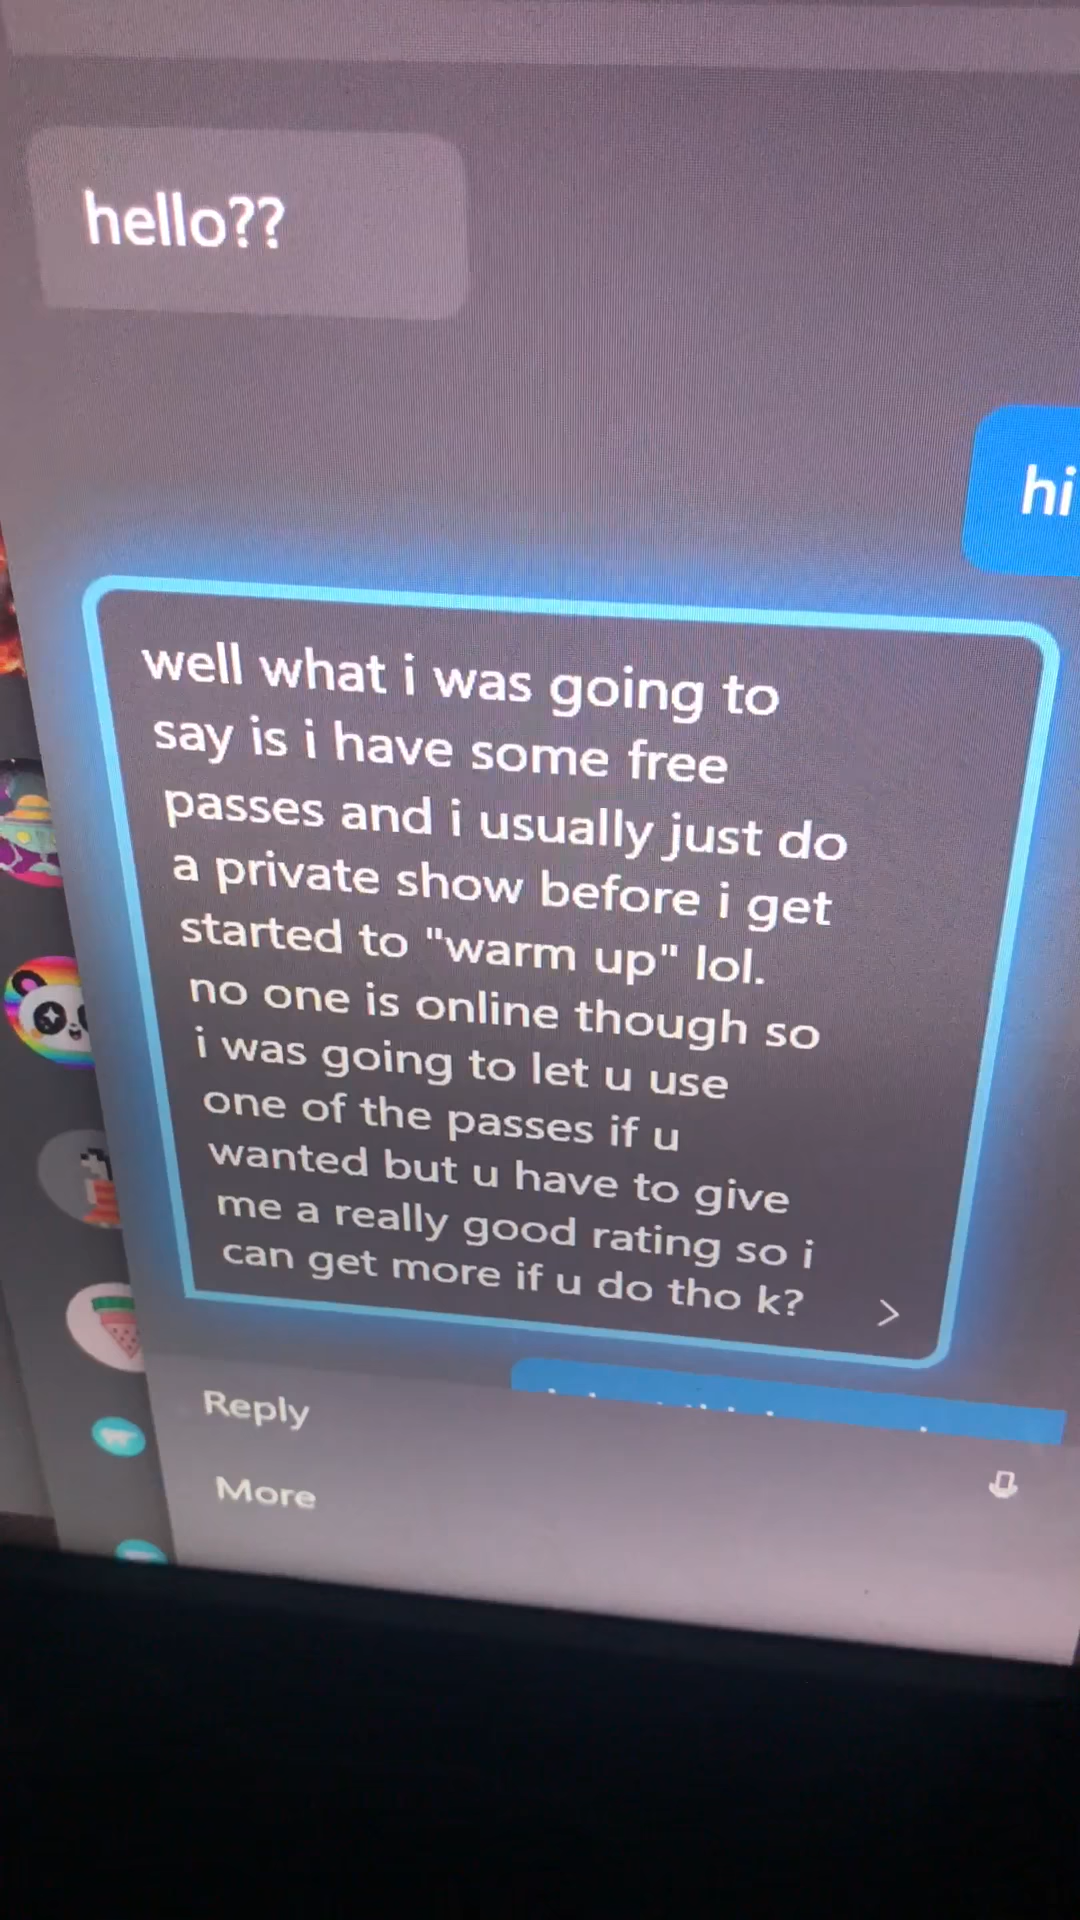 hello??
hi
well what i was going to
say is i have some free
passes and i usually just do
a private show before i get
started to "warm up" lol.
no one is online though so
i was going to let u use
one of the passes if u
wanted but u have to give
me a really good rating so i
can get more if u do tho k?
Reply
More